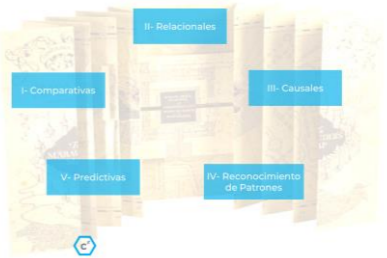 II- Relacionales
I- Comparativas
III- Causales
V- Predictivas
IV- Reconocimiento
de Patrones